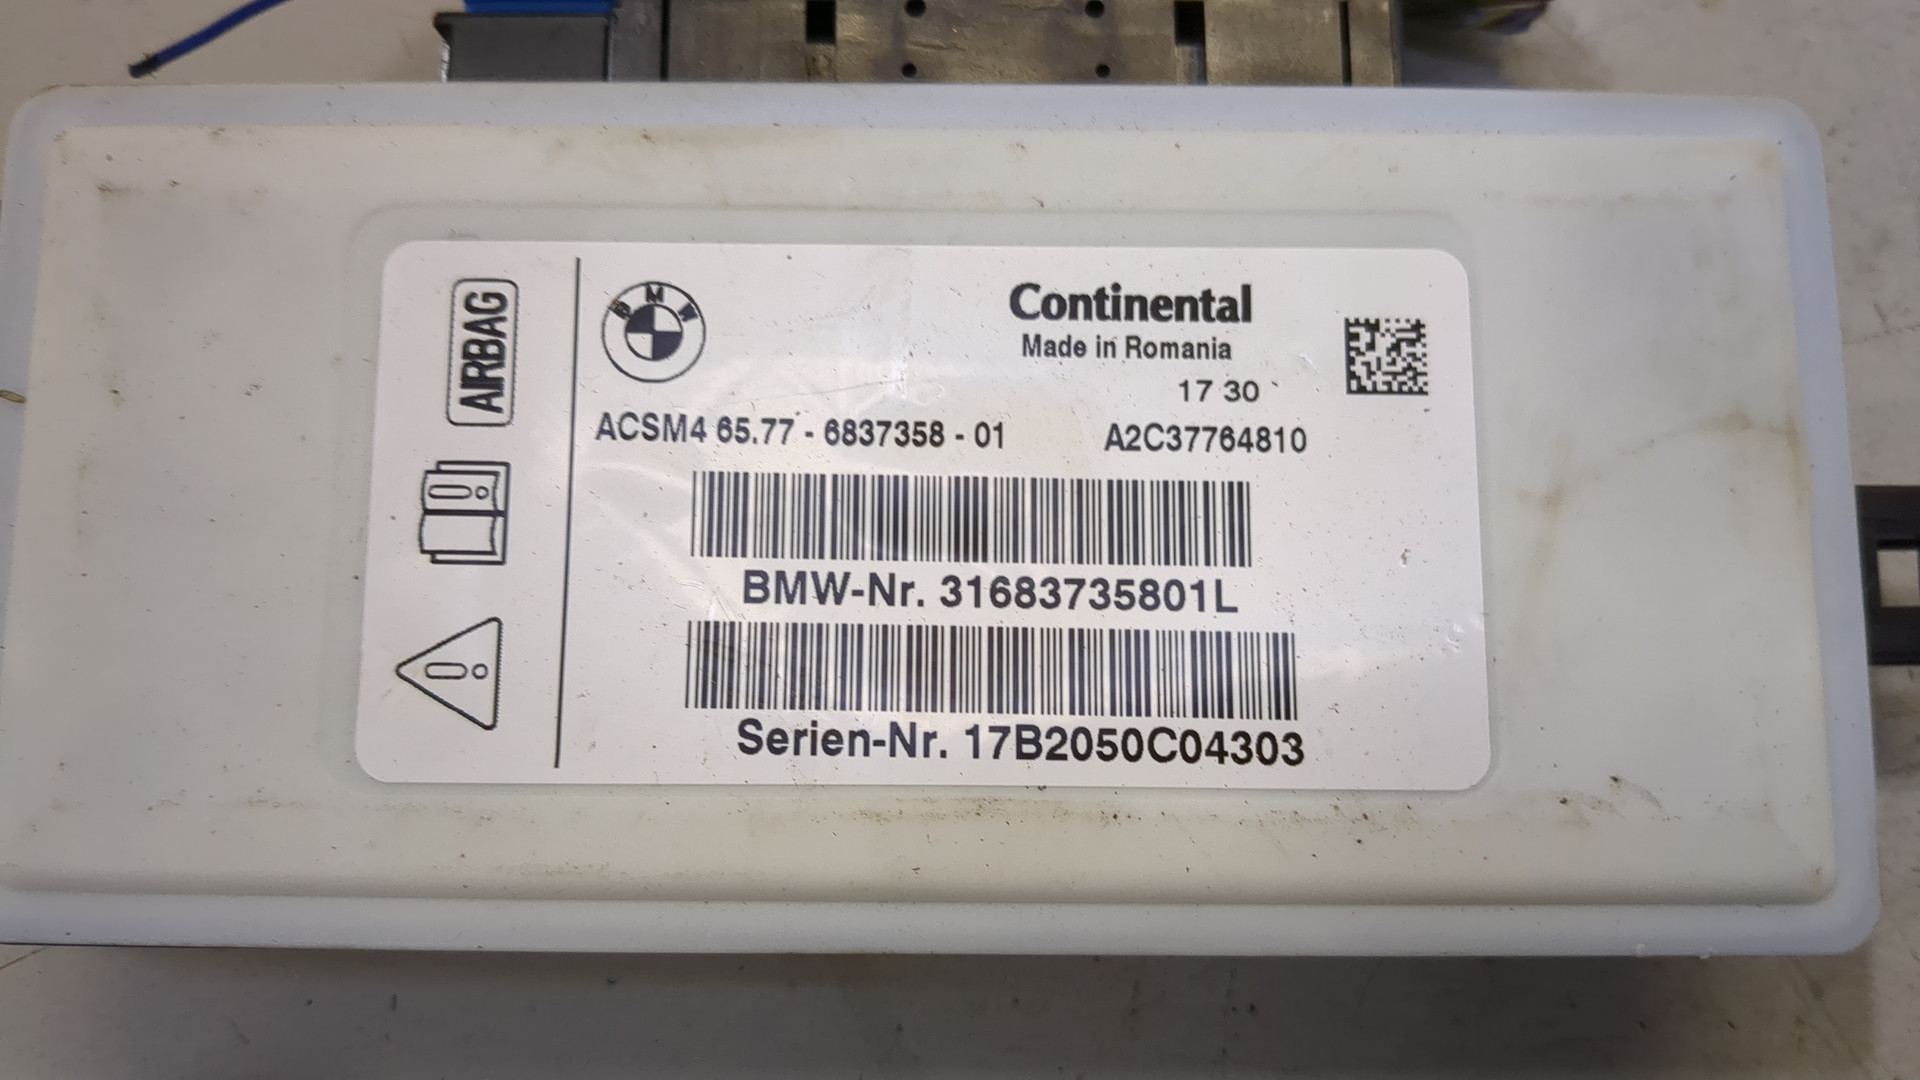 AIRBAG
BMW
Continental
Made in Romania
17 30
ACSM4 65.77 - 6837358 - 01 A2C37764810
BMW-Nr. 31683735801L
Serien-Nr. 17B2050C04303